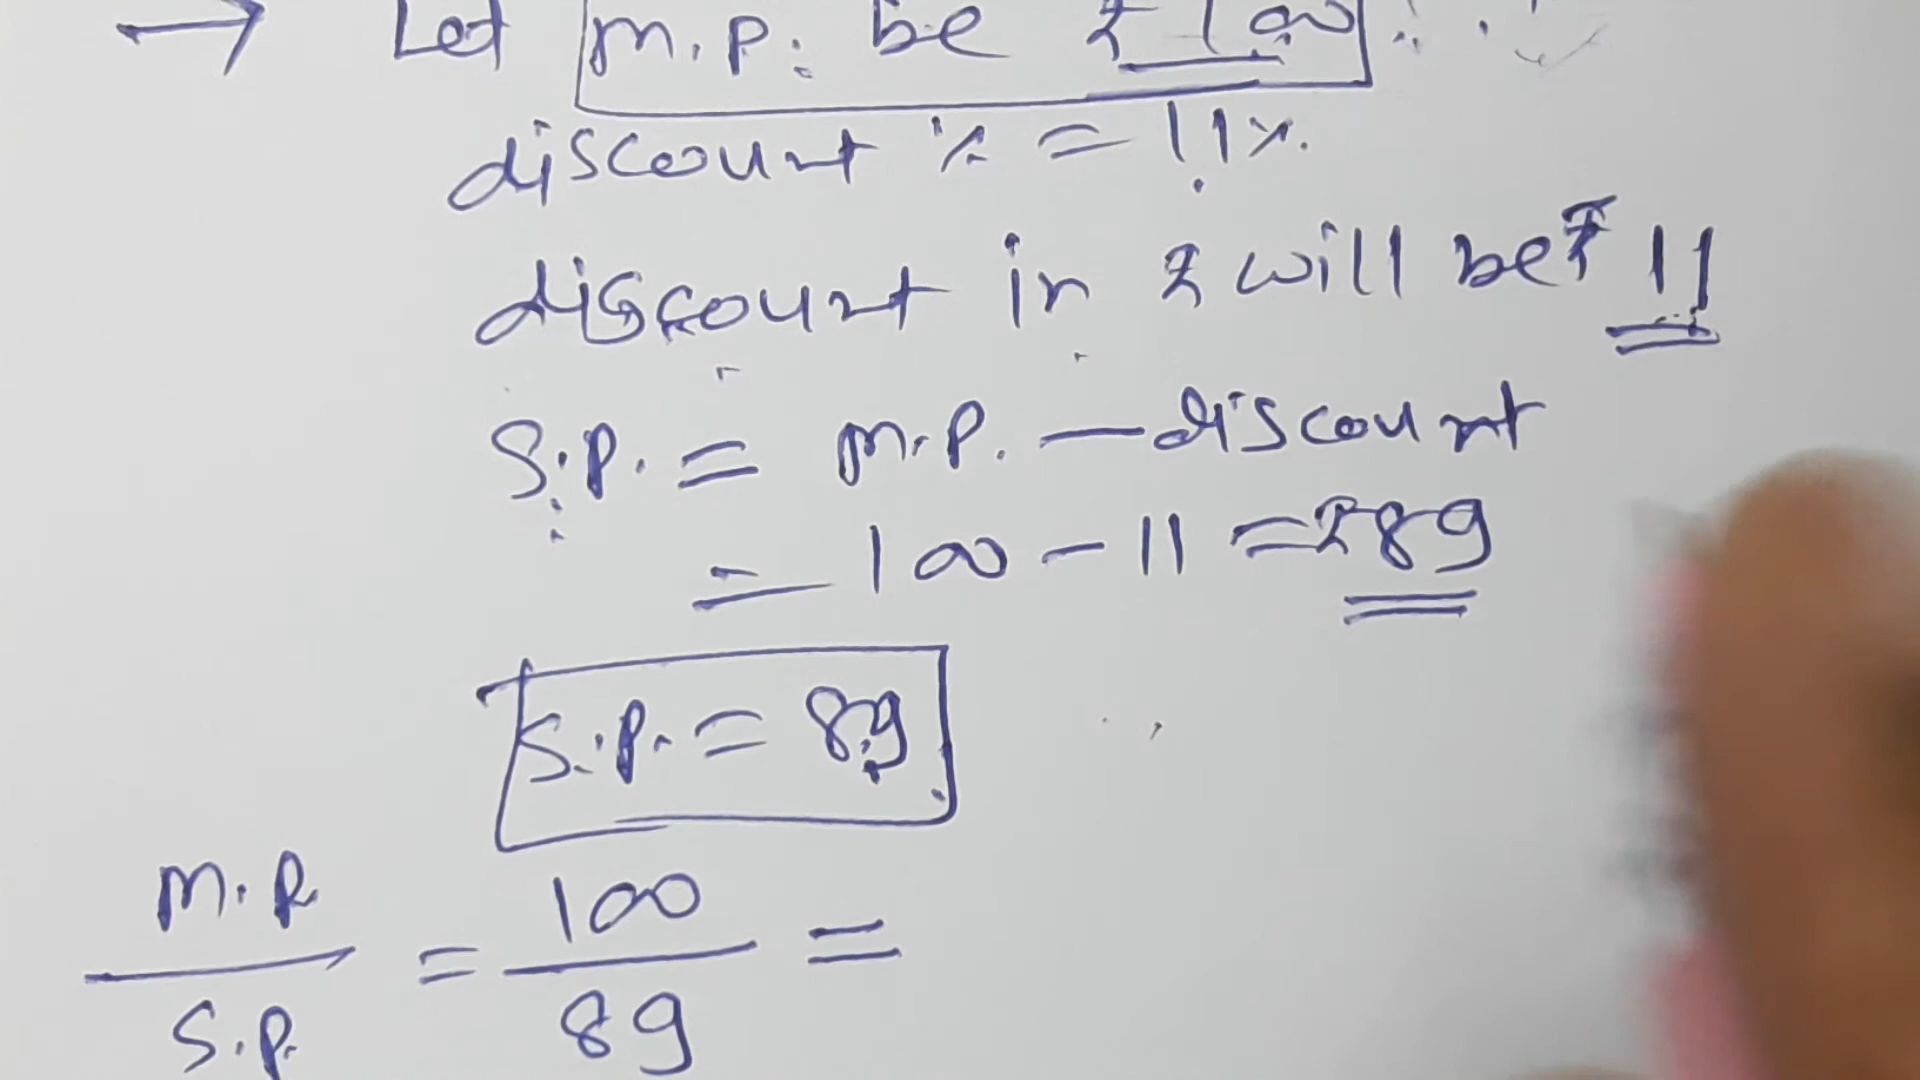 → Let m.p. be ₹ 100
discount % = 11%.
discount in ₹ will be ₹ 11
S.P. = m.p. — discount
= 100 - 11 = ₹89
S.P. = 89
m.P. / S.P. = 100 / 89 =